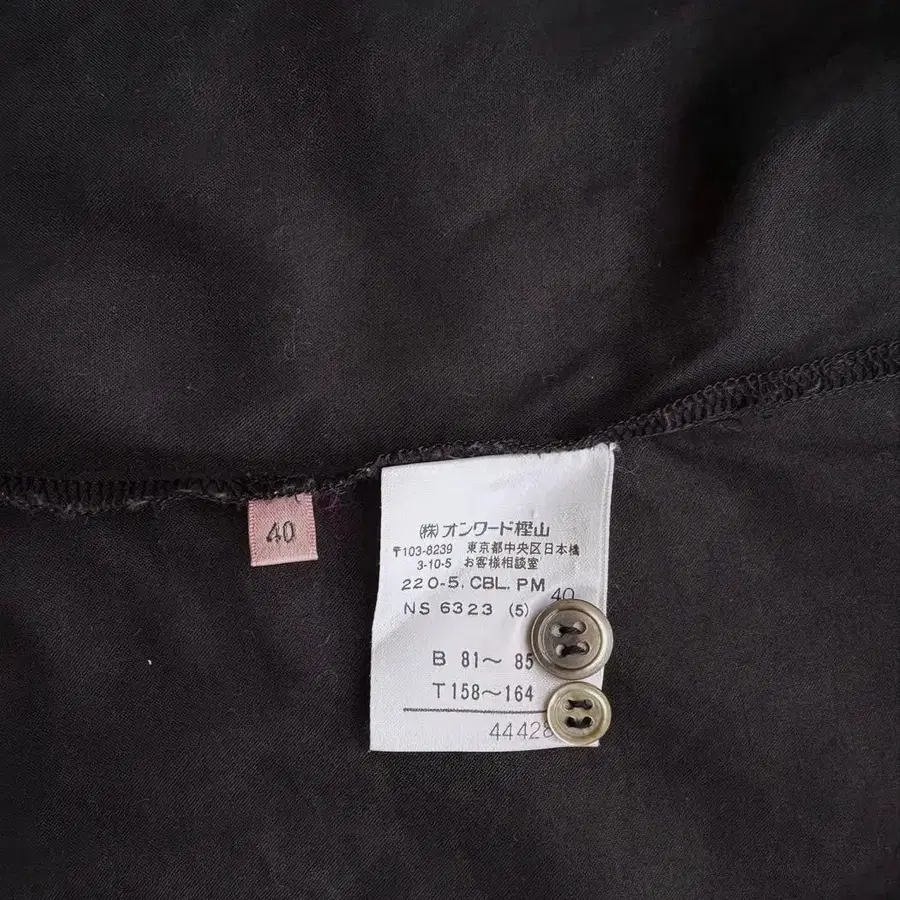 40
(株)オンワード樫山
〒103-8239 東京都中央区日本橋
3-10-5 お客様相談室
220-5, CBL, PM
40
NS 6323 (5)
B 81～ 85
T 158～164